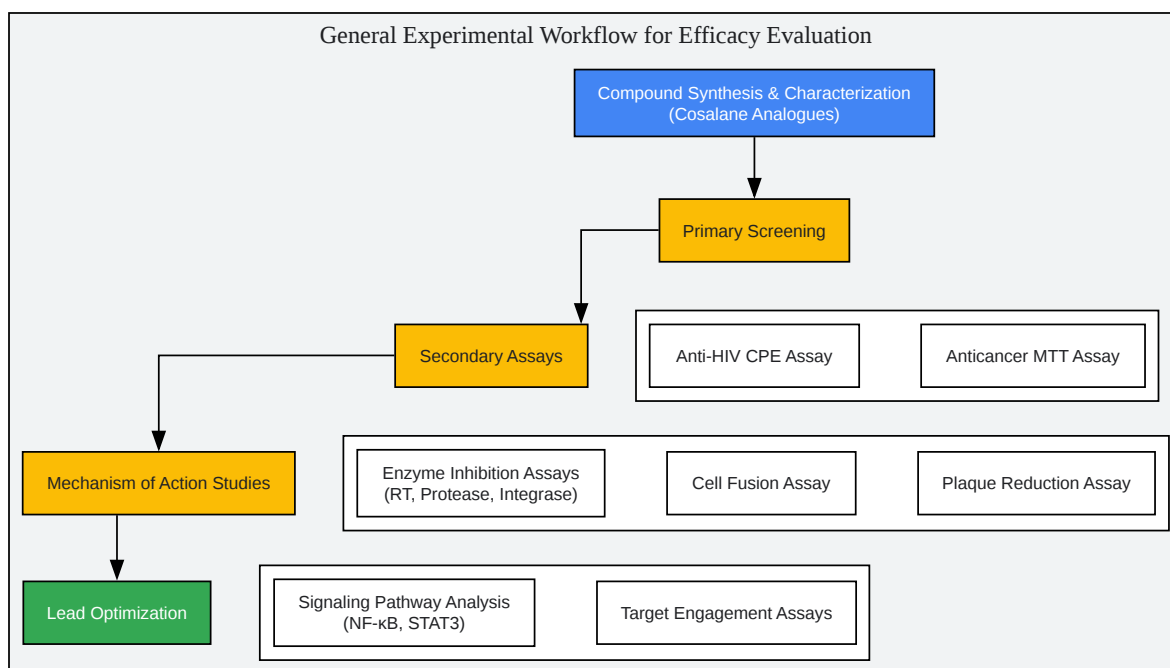 General Experimental Workflow for Efficacy Evaluation
Compound Synthesis & Characterization
(Cosalane Analogues)
Primary Screening
Secondary Assays
Anti-HIV CPE Assay
Anticancer MTT Assay
Mechanism of Action Studies
Enzyme Inhibition Assays
(RT, Protease, Integrase)
Cell Fusion Assay
Plaque Reduction Assay
Lead Optimization
Signaling Pathway Analysis
(NF-κB, STAT3)
Target Engagement Assays